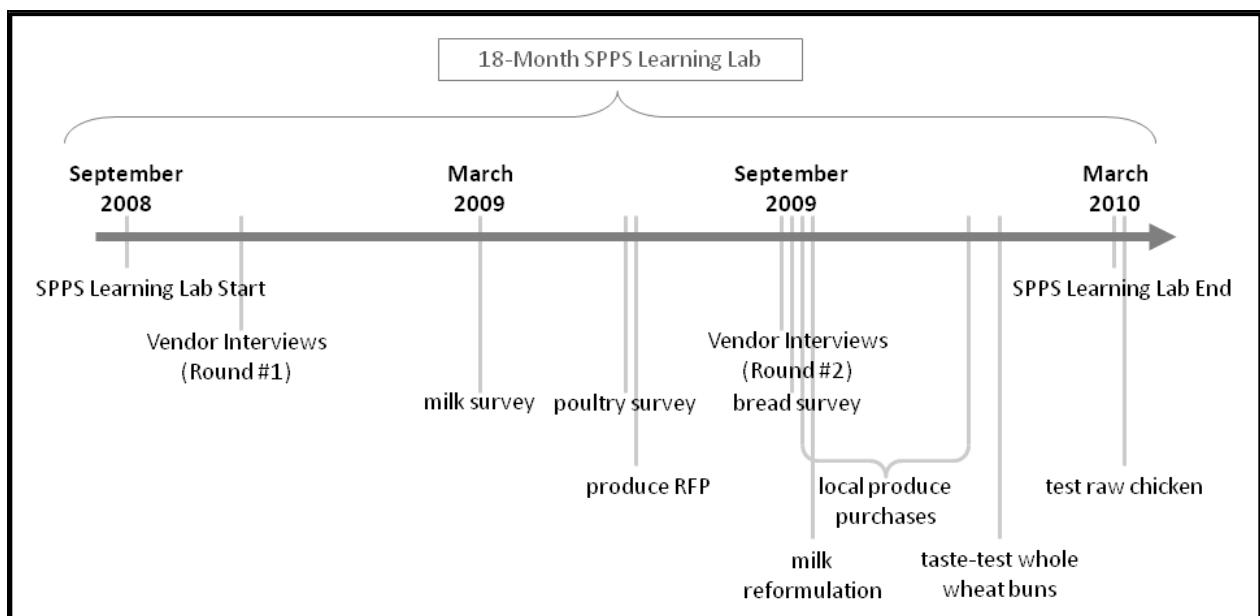 18-Month SPPS Learning Lab
September
2008
March
2009
September
2009
March
2010
SPPS Learning Lab Start
SPPS Learning Lab End
Vendor Interviews
(Round #1)
Vendor Interviews
(Round #2)
milk survey
poultry survey
bread survey
produce RFP
local produce
purchases
test raw chicken
milk
reformulation
taste-test whole
wheat buns